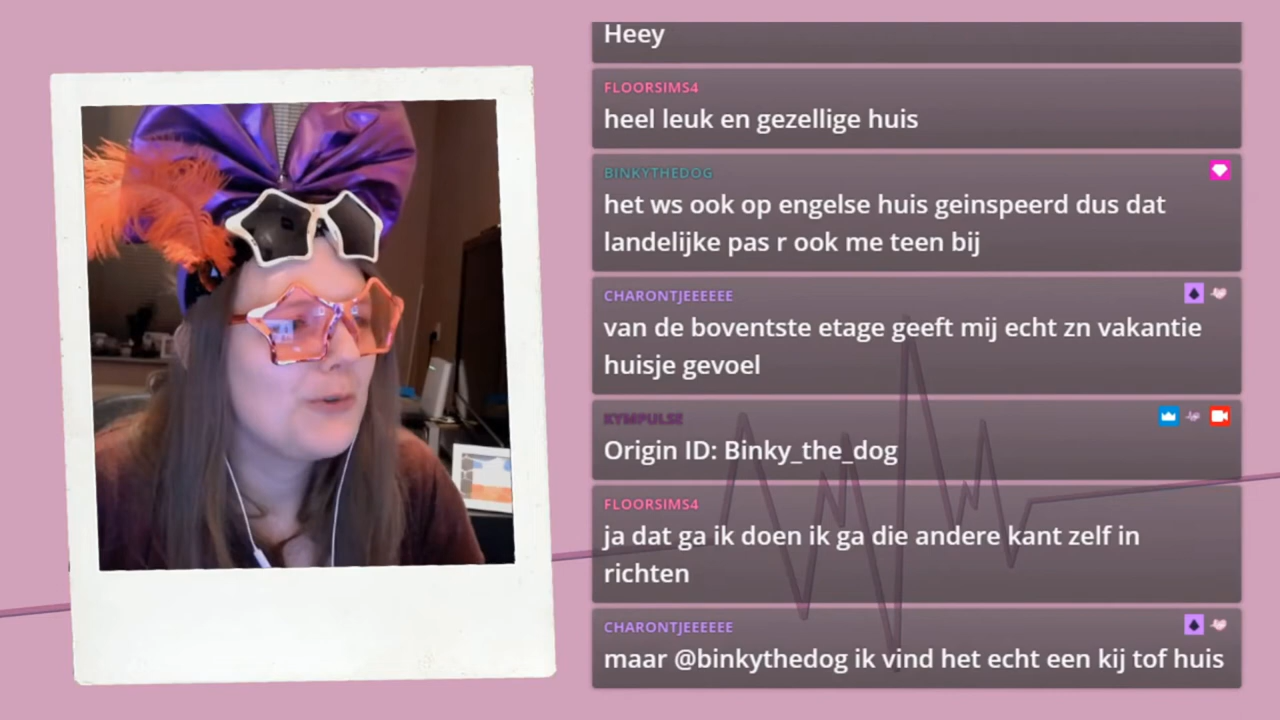 Heey
FLOORSIMS4
heel leuk en gezellige huis
BINKYTHEDOG
het ws ook op engelse huis geinspeerd dus dat
landelijke pas r ook me teen bij
CHARONTJEEEEEE
van de boventste etage geeft mij echt zn vakantie
huisje gevoel
KYMPULSE
Origin ID: Binky_the_dog
FLOORSIMS4
ja dat ga ik doen ik ga die andere kant zelf in
richten
CHARONTJEEEEEE
maar @binkythedog ik vind het echt een kij tof huis